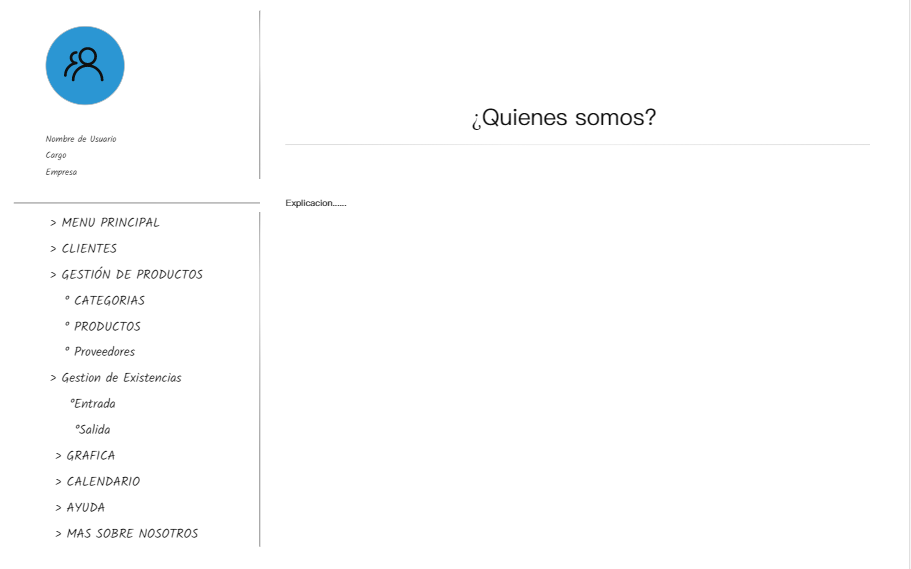 Nombre de Usuario
Cargo
Empresa
> MENU PRINCIPAL
> CLIENTES
> GESTIÓN DE PRODUCTOS
° CATEGORIAS
° PRODUCTOS
° Proveedores
> Gestion de Existencias
°Entrada
°Salida
> GRAFICA
> CALENDARIO
> AYUDA
> MAS SOBRE NOSOTROS
¿Quienes somos?
Explicacion......